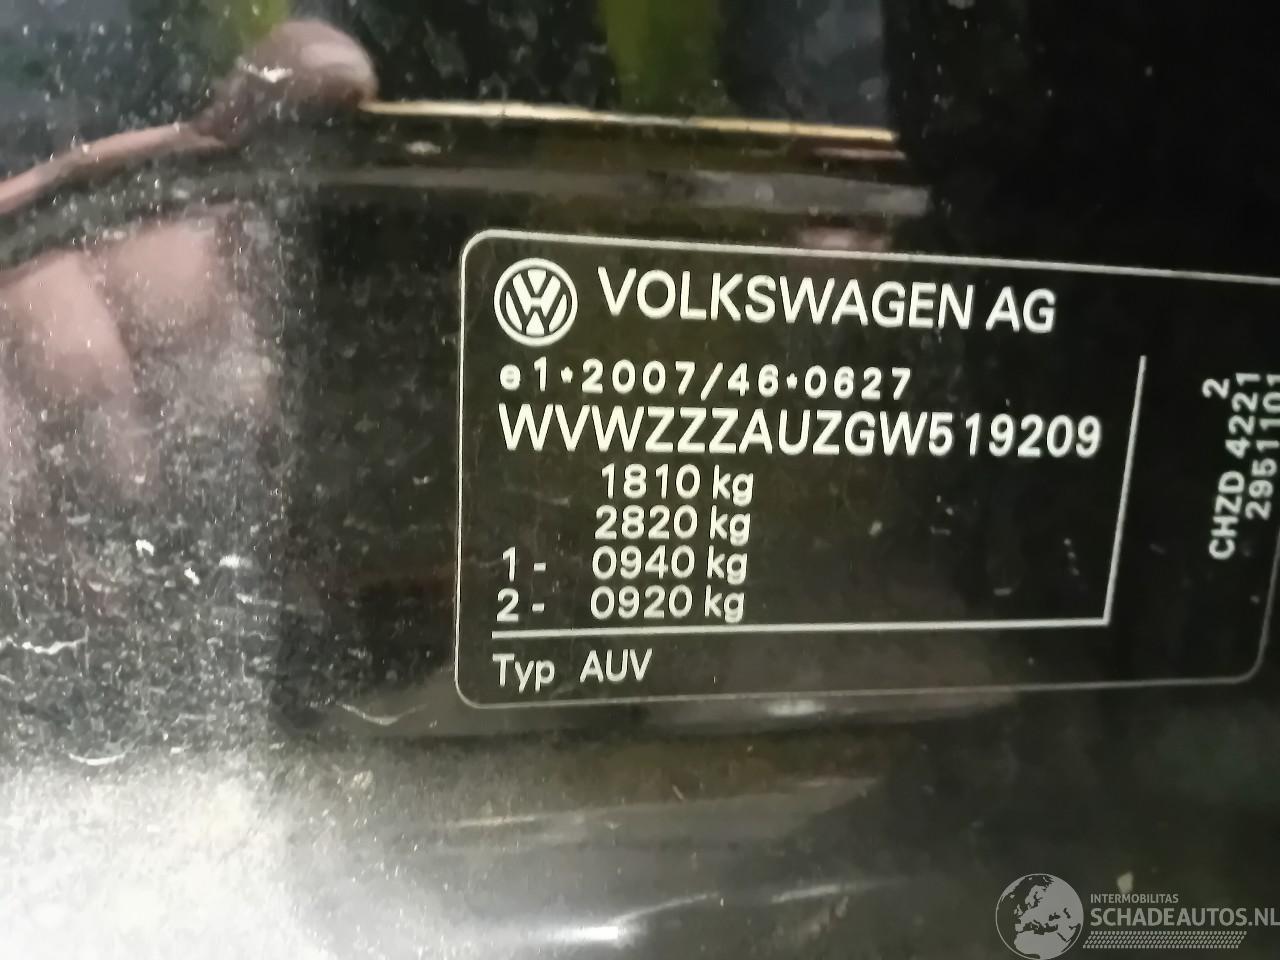 VOLKSWAGEN AG
e1*2007/46*0627
WVWZZZAUZGW519209
1810 kg
2820 kg
1 - 0940 kg
2 - 0920 kg
Typ AUV
2
CHZD 4221
2951101
INTERMOBILITAS
SCHADEAUTOS.NL